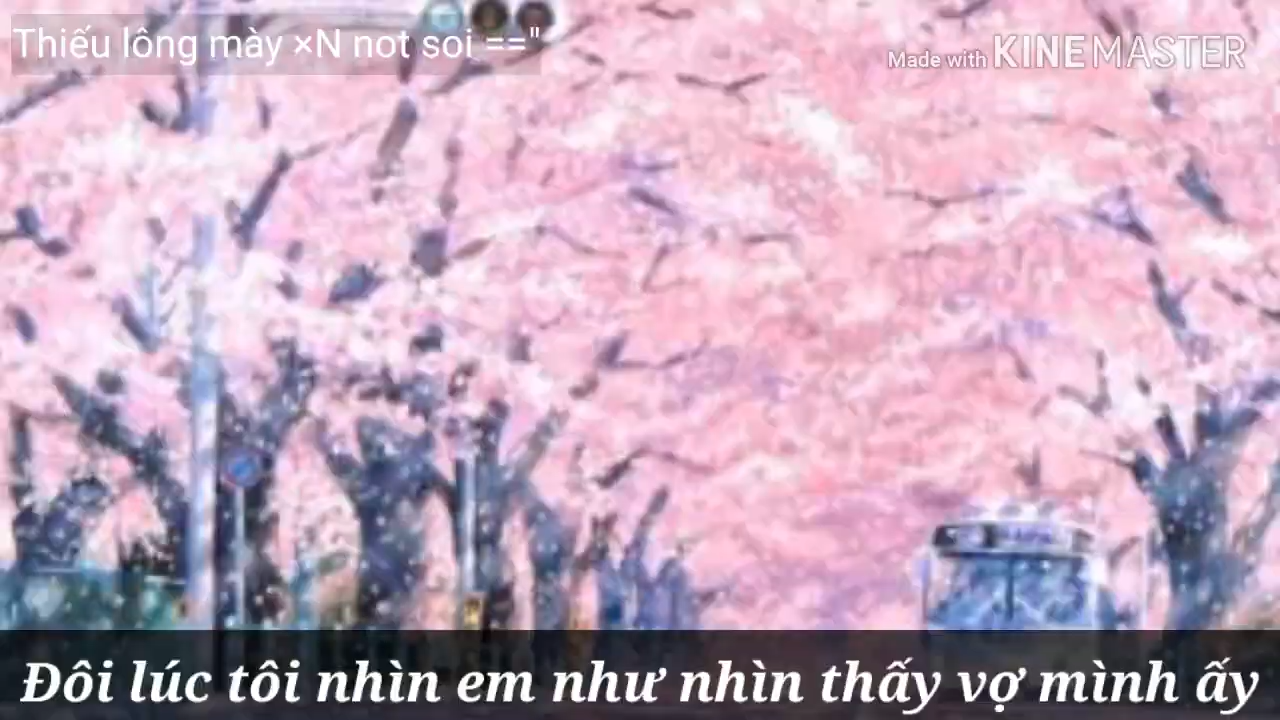 Thiếu lông mày ×N not soi =="
Made with KINEMASTER
Đôi lúc tôi nhìn em như nhìn thấy vợ mình ấy